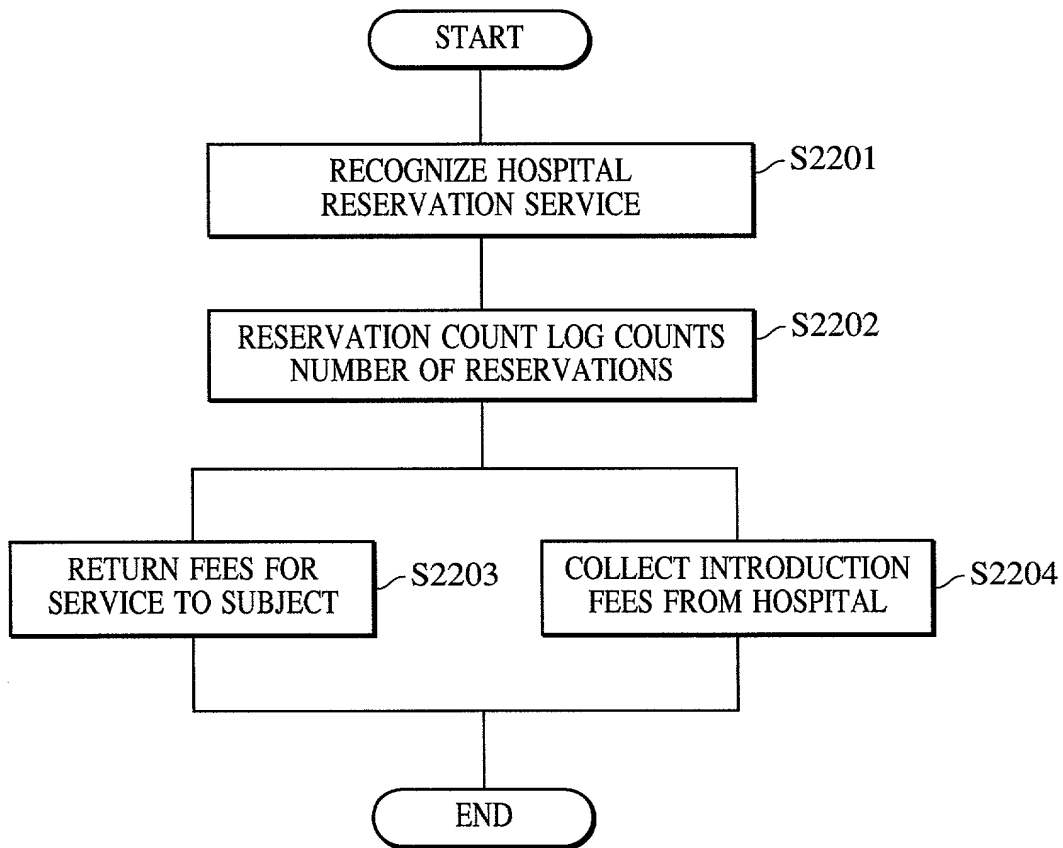 START
RECOGNIZE HOSPITAL
RESERVATION SERVICE
S2201
RESERVATION COUNT LOG COUNTS
NUMBER OF RESERVATIONS
S2202
RETURN FEES FOR
SERVICE TO SUBJECT
S2203
COLLECT INTRODUCTION
FEES FROM HOSPITAL
S2204
END